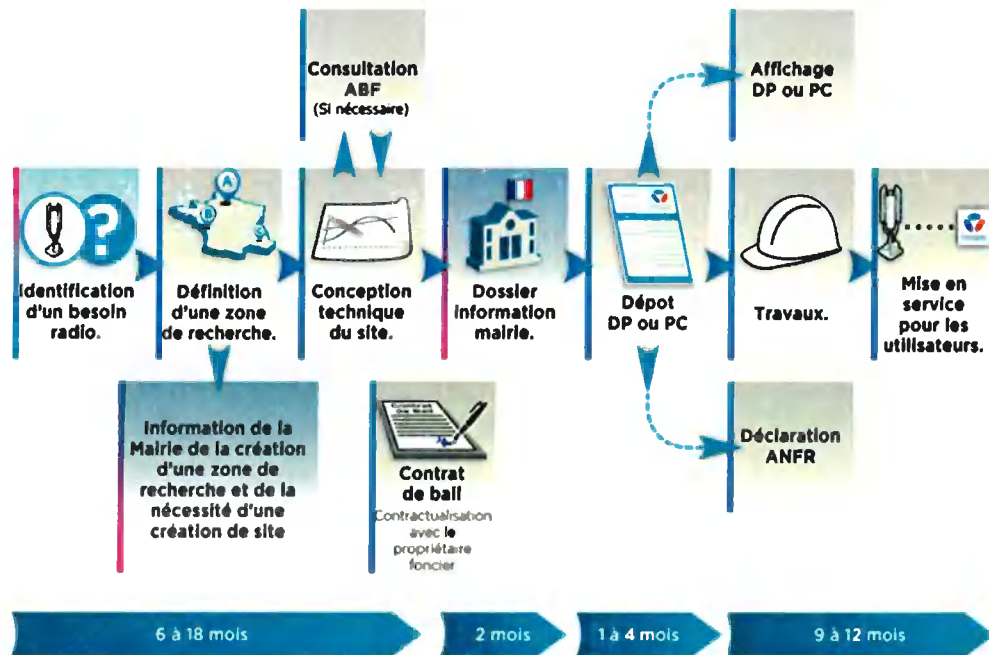 Consultation
ABF
(Si nécessaire)
Affichage
DP ou PC
A
B
C
?
Identification
d'un besoin
radio.
Définition
d'une zone
de recherche.
Conception
technique
du site.
Dossier
information
mairie.
Dépot
DP ou PC
Travaux.
Mise en
service
pour les
utilisateurs.
Information de la
Mairie de la création
d'une zone de
recherche et de la
nécessité d'une
création de site
Contrat
de bail
Contrat
de bail
Contractualisation
avec le
propriétaire
foncier
Déclaration
ANFR
6 à 18 mois
2 mois
1 à 4 mois
9 à 12 mois